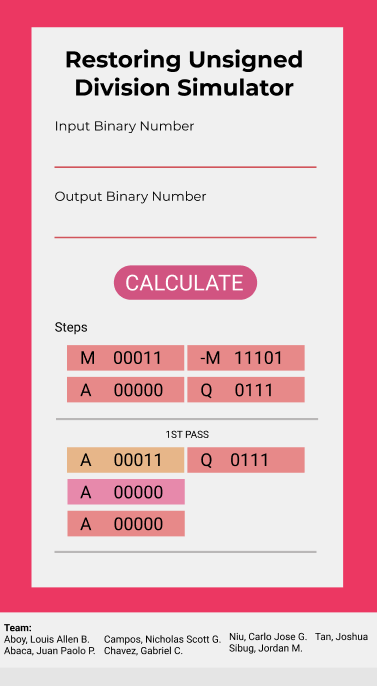 Restoring Unsigned
Division Simulator
Input Binary Number
Output Binary Number
CALCULATE
Steps
M 00011 -M 11101
A 00000 Q 0111
1ST PASS
A 00011 Q 0111
A 00000
A 00000
Team:
Aboy, Louis Allen B. Campos, Nicholas Scott G. Niu, Carlo Jose G. Tan, Joshua
Abaca, Juan Paolo P. Chavez, Gabriel C. Sibug, Jordan M.